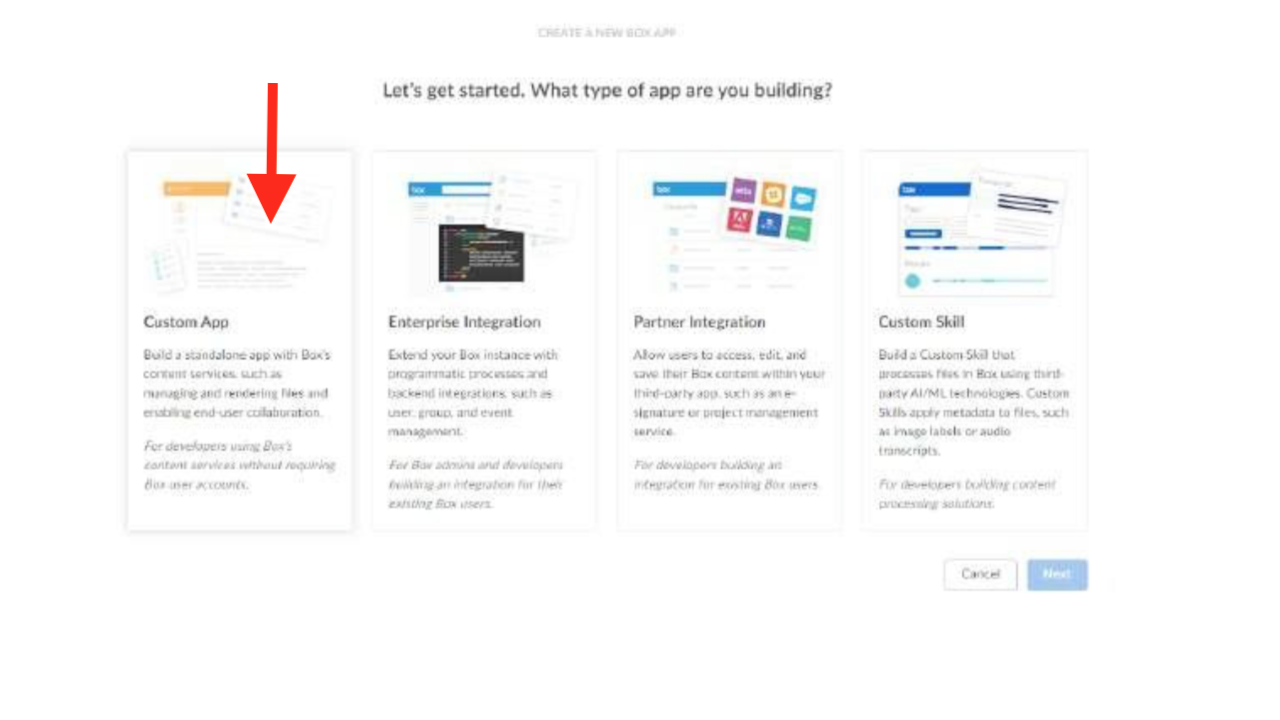 CREATE A NEW BOX APP
Let's get started. What type of app are you building?
Custom App
Build a standalone app with Box's
content services, such as
managing and rendering files and
enabling end-user collaboration.
For developers using Box's
content services without requiring
Box user accounts.
box
Enterprise Integration
Extend your Box instance with
programmatic processes and
backend integrations, such as
user, group, and event
management.
For Box admins and developers
building an integration for their
existing Box users.
box
Partner Integration
Allow users to access, edit, and
save their Box content within your
third-party app, such as an e-
signature or project management
service.
For developers building an
integration for existing Box users.
box
Custom Skill
Build a Custom Skill that
processes files in Box using third-
party AI/ML technologies. Custom
Skills apply metadata to files, such
as image labels or audio
transcripts.
For developers building content
processing solutions.
Cancel
Next